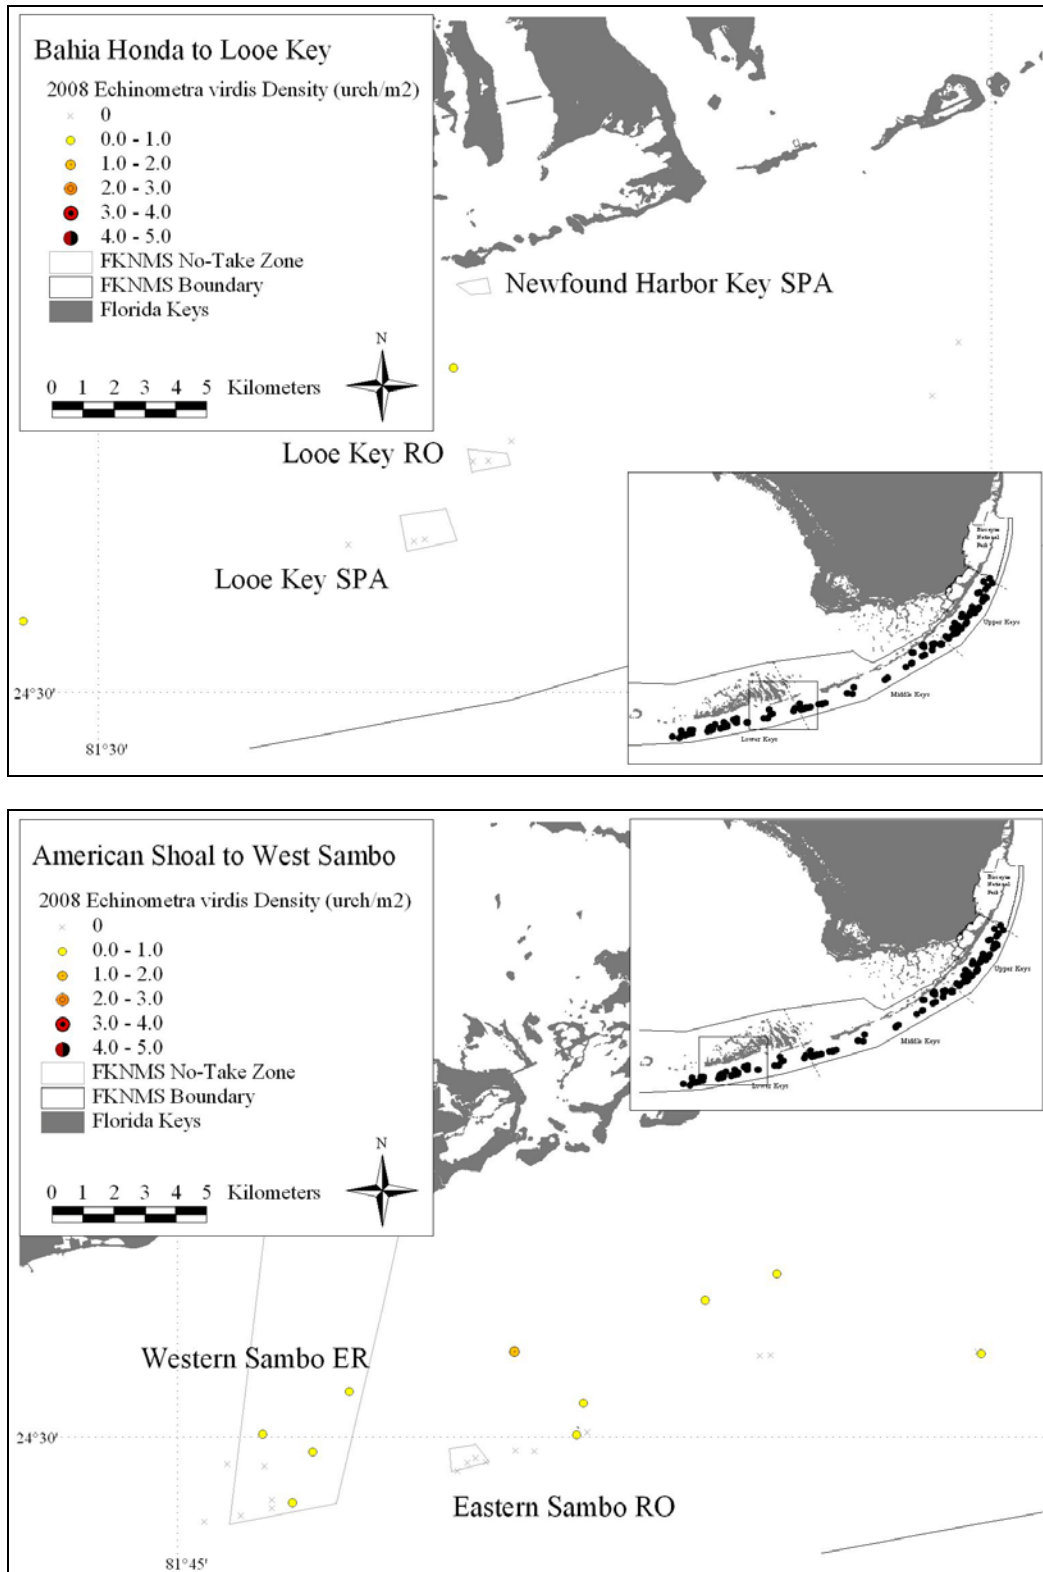 Bahia Honda to Looe Key
2008 Echinometra virdis Density (urch/m2)
0
0.0 - 1.0
1.0 - 2.0
2.0 - 3.0
3.0 - 4.0
4.0 - 5.0
FKNMS No-Take Zone
FKNMS Boundary
Florida Keys
N
0 1 2 3 4 5 Kilometers
Newfound Harbor Key SPA
Looe Key RO
Looe Key SPA
24°30'
81°30'
Biscayne
National
Park
Upper Keys
Middle Keys
Lower Keys
American Shoal to West Sambo
2008 Echinometra virdis Density (urch/m2)
0
0.0 - 1.0
1.0 - 2.0
2.0 - 3.0
3.0 - 4.0
4.0 - 5.0
FKNMS No-Take Zone
FKNMS Boundary
Florida Keys
N
0 1 2 3 4 5 Kilometers
Biscayne
National
Park
Upper Keys
Middle Keys
Lower Keys
Western Sambo ER
24°30'
Eastern Sambo RO
81°45'